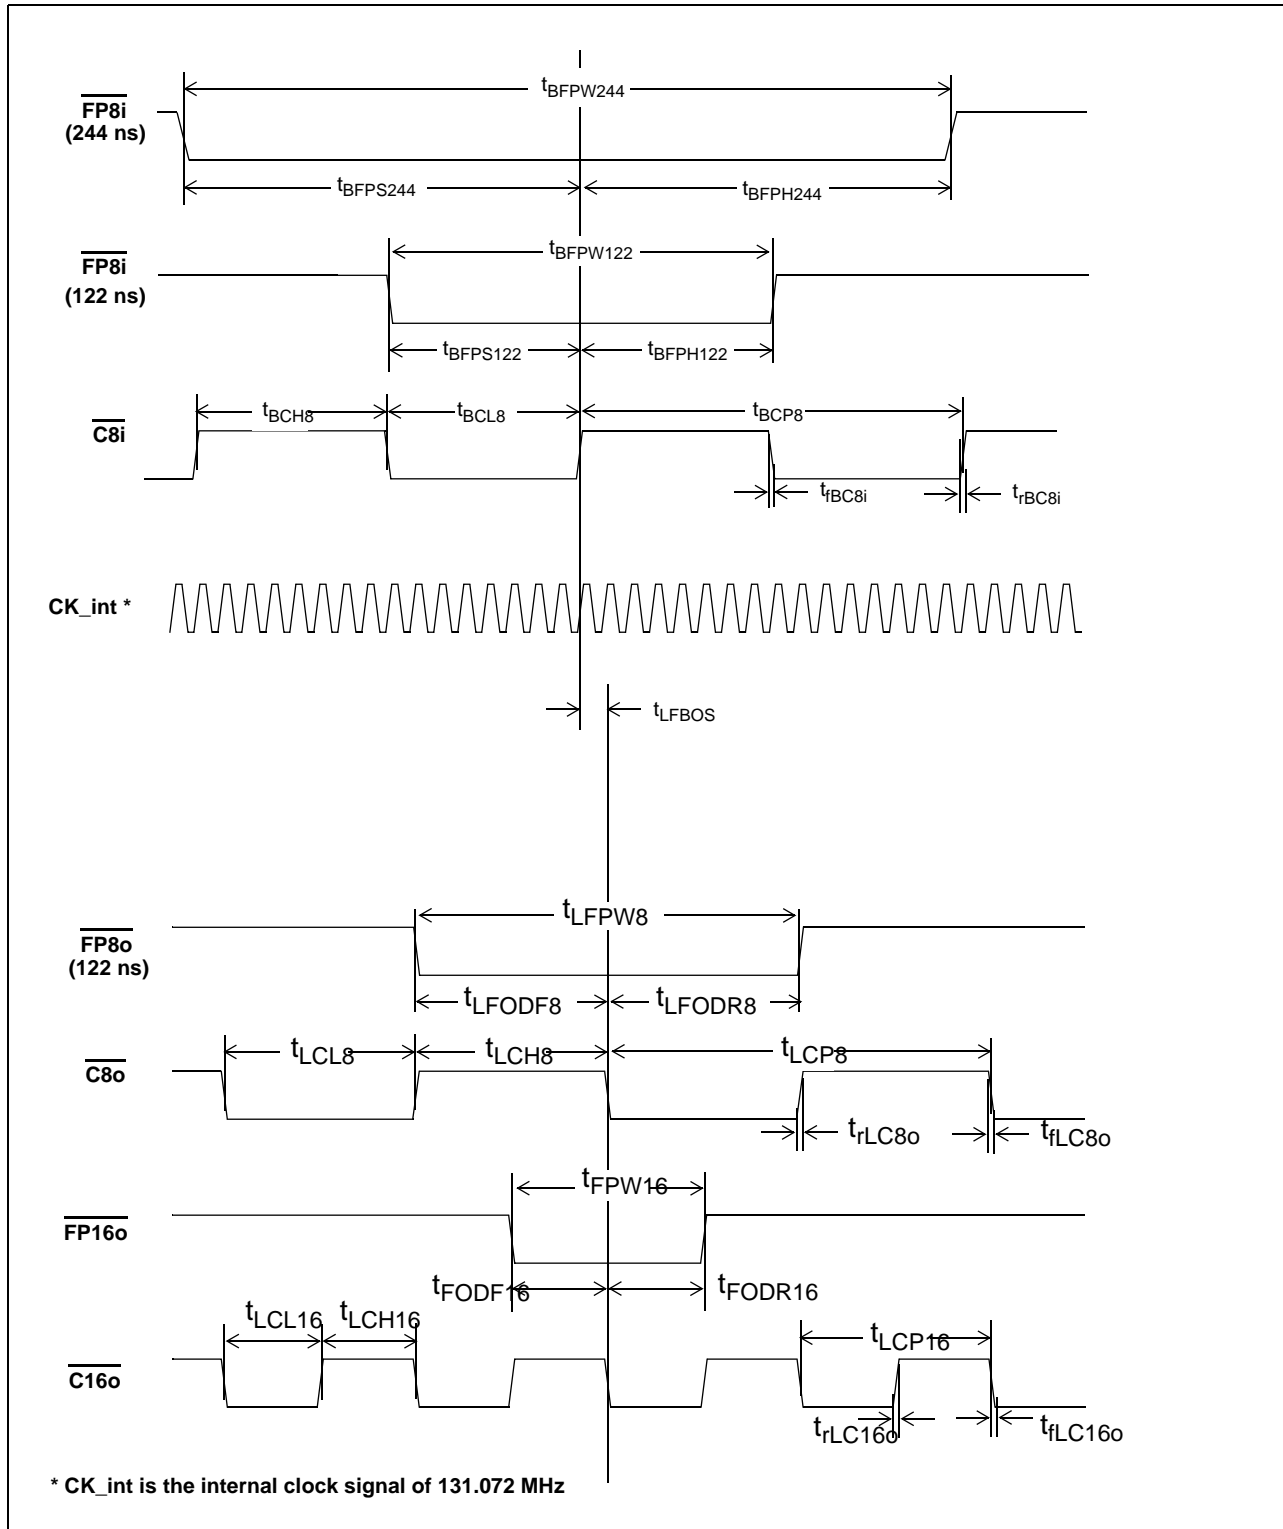 tBFPW244
FP8i
(244 ns)
tBFPS244
tBFPH244
tBFPW122
FP8i
(122 ns)
tBFPS122
tBFPH122
tBCH8
tBCL8
tBCP8
C8i
tfBC8i
trBC8i
CK_int *
tLFBOS
tLFPW8
FP8o
(122 ns)
tLFODF8
tLFODR8
tLCL8
tLCH8
tLCP8
C8o
trLC8o
tfLC8o
tFPW16
FP16o
tFODF16
tFODR16
tLCL16
tLCH16
tLCP16
C16o
trLC16o
tfLC16o
* CK_int is the internal clock signal of 131.072 MHz